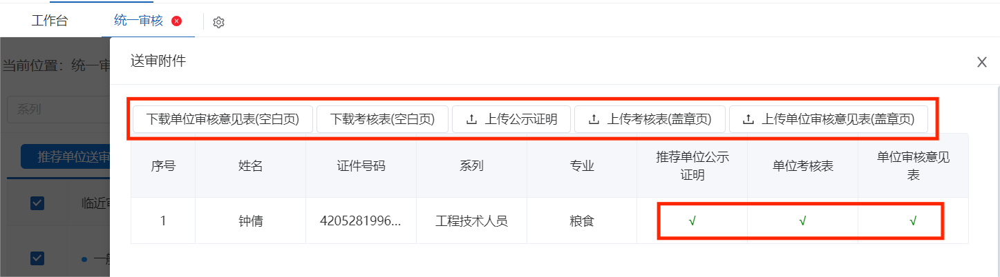 工作台
统一审核
当前位置：统一审
送审附件
系列
下载单位审核意见表(空白页)
下载考核表(空白页)
上传公示证明
上传考核表(盖章页)
上传单位审核意见表(盖章页)
推荐单位送审
序号
姓名
证件号码
系列
专业
推荐单位公示
证明
单位考核表
单位审核意见
表
临近审
1
钟倩
4205281996...
工程技术人员
粮食
√
√
√
一般